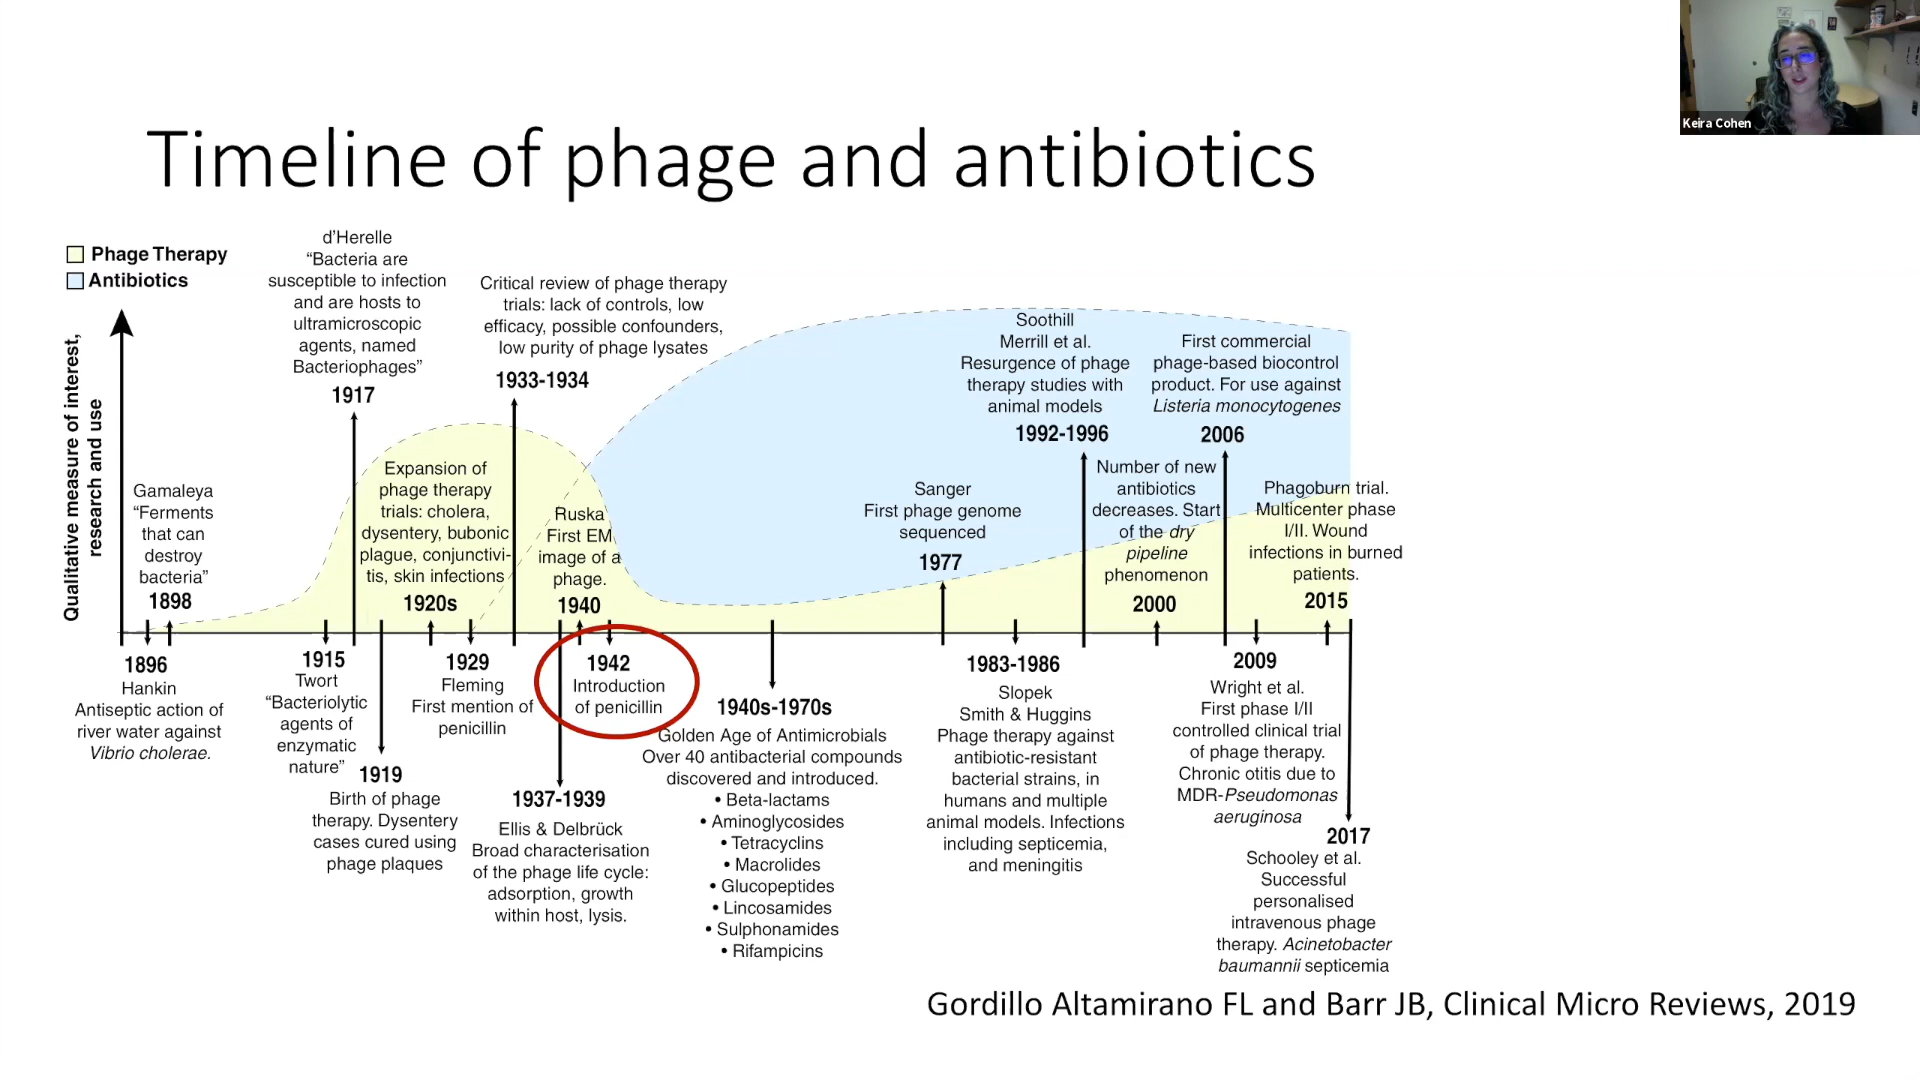 Keira Cohen
Timeline of phage and antibiotics
Phage Therapy
Antibiotics
Qualitative measure of interest,
research and use
Gamaleya
“Ferments
that can
destroy
bacteria”
1898
d’Herelle
“Bacteria are
susceptible to infection
and are hosts to
ultramicroscopic
agents, named
Bacteriophages”
1917
Expansion of
phage therapy
trials: cholera,
dysentery, bubonic
plague, conjunctivi-
tis, skin infections
1920s
Critical review of phage therapy
trials: lack of controls, low
efficacy, possible confounders,
low purity of phage lysates
1933-1934
Ruska
First EM
image of a
phage.
1940
Sanger
First phage genome
sequenced
1977
Soothill
Merrill et al.
Resurgence of phage
therapy studies with
animal models
1992-1996
Number of new
antibiotics
decreases. Start
of the dry
pipeline
phenomenon
2000
First commercial
phage-based biocontrol
product. For use against
Listeria monocytogenes
2006
Phagoburn trial.
Multicenter phase
I/II. Wound
infections in burned
patients.
2015
1896
Hankin
Antiseptic action of
river water against
Vibrio cholerae.
1915
Twort
“Bacteriolytic
agents of
enzymatic
nature”
1919
Birth of phage
therapy. Dysentery
cases cured using
phage plaques
1929
Fleming
First mention of
penicillin
1937-1939
Ellis & Delbrück
Broad characterisation
of the phage life cycle:
adsorption, growth
within host, lysis.
1942
Introduction
of penicillin
1940s-1970s
Golden Age of Antimicrobials
Over 40 antibacterial compounds
discovered and introduced.
• Beta-lactams
• Aminoglycosides
• Tetracyclins
• Macrolides
• Glucopeptides
• Lincosamides
• Sulphonamides
• Rifampicins
1983-1986
Slopek
Smith & Huggins
Phage therapy against
antibiotic-resistant
bacterial strains, in
humans and multiple
animal models. Infections
including septicemia,
and meningitis
2009
Wright et al.
First phase I/II
controlled clinical trial
of phage therapy.
Chronic otitis due to
MDR-Pseudomonas
aeruginosa
2017
Schooley et al.
Successful
personalised
intravenous phage
therapy. Acinetobacter
baumannii septicemia
Gordillo Altamirano FL and Barr JB, Clinical Micro Reviews, 2019